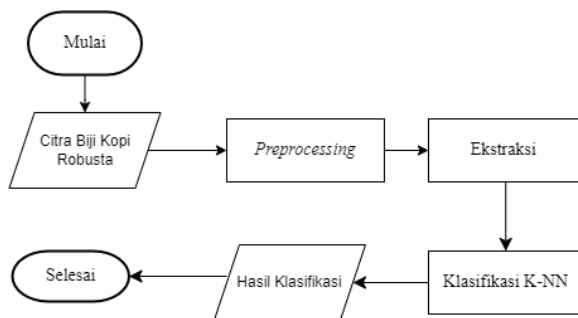 Mulai
Citra Biji Kopi
Robusta
Preprocessing
Ekstraksi
Klasifikasi K-NN
Hasil Klasifikasi
Selesai